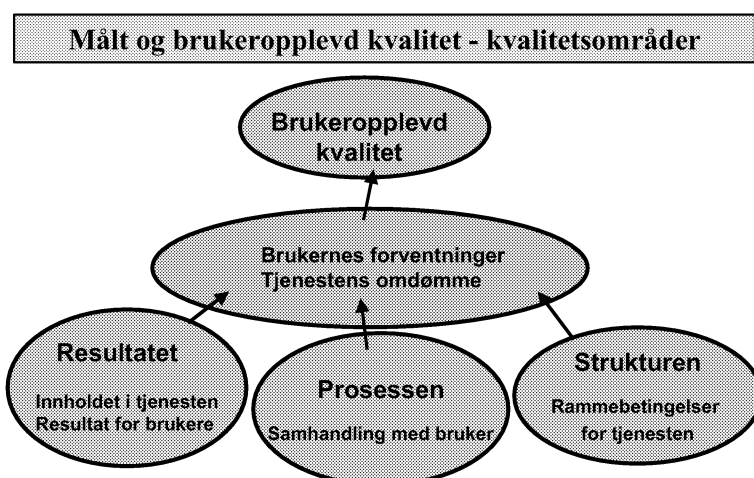 Målt og brukeropplevd kvalitet - kvalitetsområder
Brukeropplevd
kvalitet
Brukernes forventninger
Tjenestens omdømme
Resultatet
Innholdet i tjenesten
Resultat for brukere
Prosessen
Samhandling med bruker
Strukturen
Rammebetingelser
for tjenesten